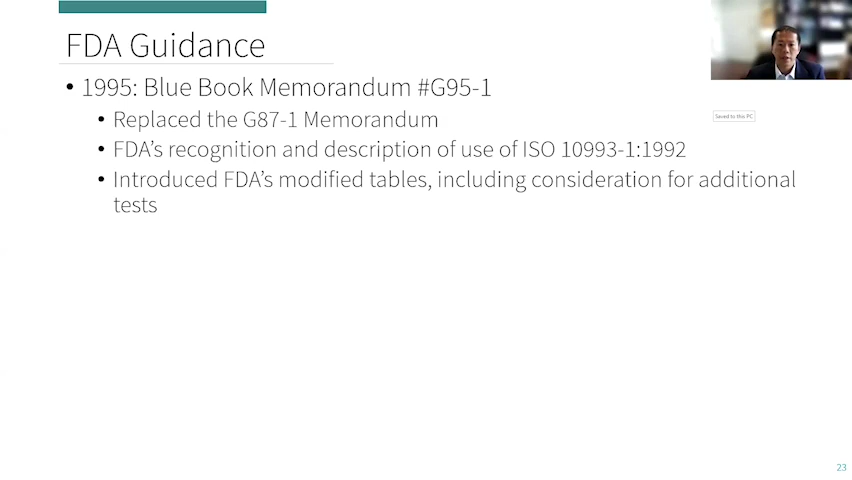 FDA Guidance
• 1995: Blue Book Memorandum #G95-1
• Replaced the G87-1 Memorandum
• FDA’s recognition and description of use of ISO 10993-1:1992
• Introduced FDA’s modified tables, including consideration for additional
tests
Saved to this PC
23